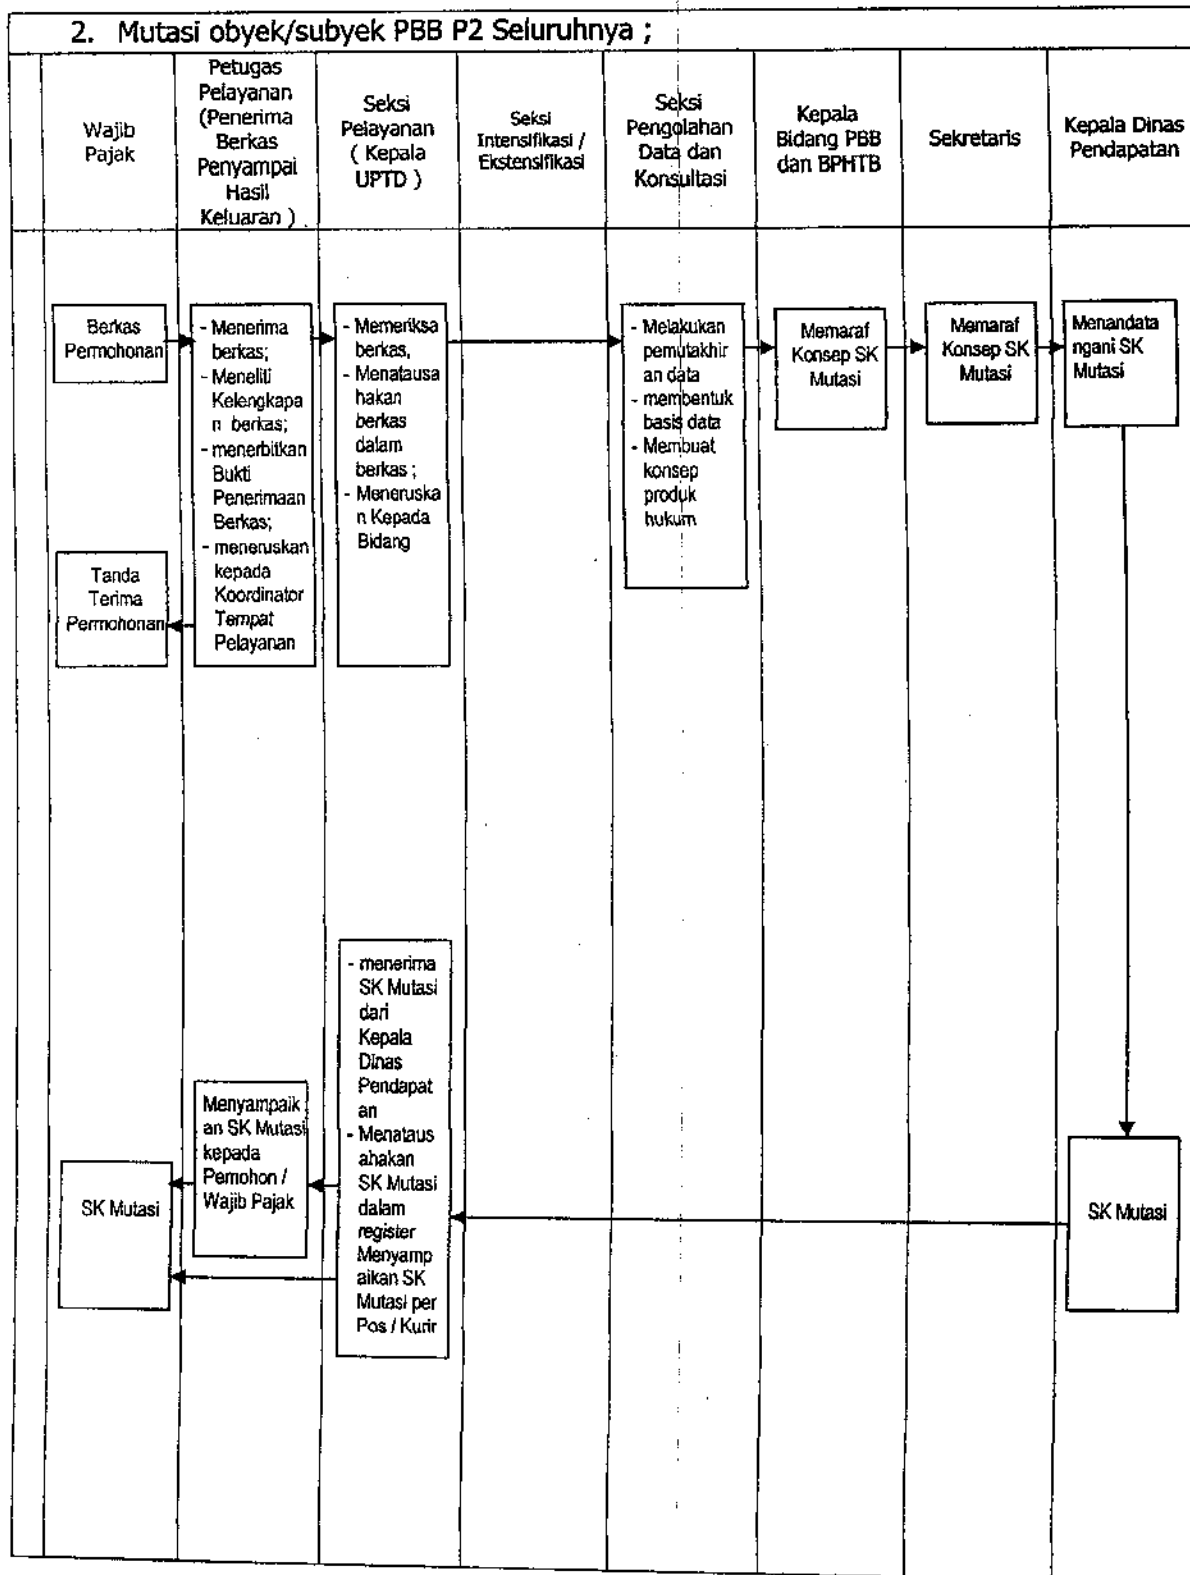 2. Mutasi obyek/subyek PBB P2 Seluruhnya ;
Wajib
Pajak
Petugas
Pelayanan
(Penerima
Berkas
Penyampai
Hasil
Keluaran )
Seksi
Pelayanan
( Kepala
UPTD )
Seksi
Intensifikasi /
Ekstensifikasi
Seksi
Pengolahan
Data dan
Konsultasi
Kepala
Bidang PBB
dan BPHTB
Sekretaris
Kepala Dinas
Pendapatan
Berkas
Permohonan
- Menerima
berkas;
- Meneliti
Kelengkapa
n berkas;
- menerbitkan
Bukti
Penerimaan
Berkas;
- meneruskan
kepada
Koordinator
Tempat
Pelayanan
- Memeriksa
berkas,
- Menatausa
hakan
berkas
dalam
berkas ;
- Meneruska
n Kepada
Bidang
- Melakukan
pemutakhir
an data
- membentuk
basis data
- Membuat
konsep
produk
hukum
Memaraf
Konsep SK
Mutasi
Memaraf
Konsep SK
Mutasi
Menandata
ngani SK
Mutasi
Tanda
Terima
Permohonan
- menerima
SK Mutasi
dari
Kepala
Dinas
Pendapat
an
- Menataus
ahakan
SK Mutasi
dalam
register
Menyamp
aikan SK
Mutasi per
Pos / Kurir
Menyampaik
an SK Mutasi
kepada
Pemohon /
Wajib Pajak
SK Mutasi
SK Mutasi